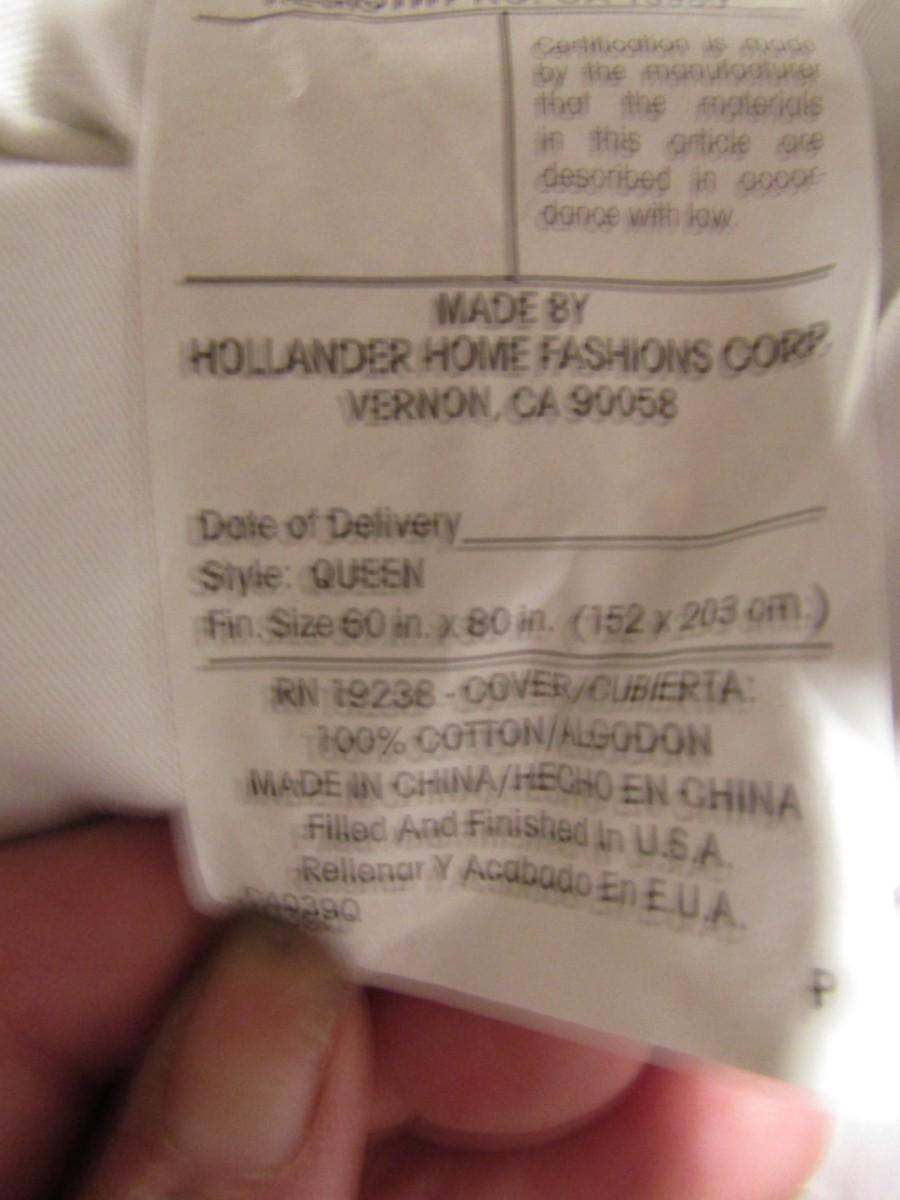 Certification is made
by the manufacturer
that the materials
in this article are
described in accor-
dance with law.
MADE BY
HOLLANDER HOME FASHIONS CORP.
VERNON, CA 90058
Date of Delivery
Style: QUEEN
Fin. Size 60 in. x 80 in. (152 x 203 cm.)
RN 19238 - COVER/CUBIERTA:
100% COTTON/ALGODON
MADE IN CHINA/HECHO EN CHINA
Filled And Finished In U.S.A.
Rellenar Y Acabado En E.U.A.
P